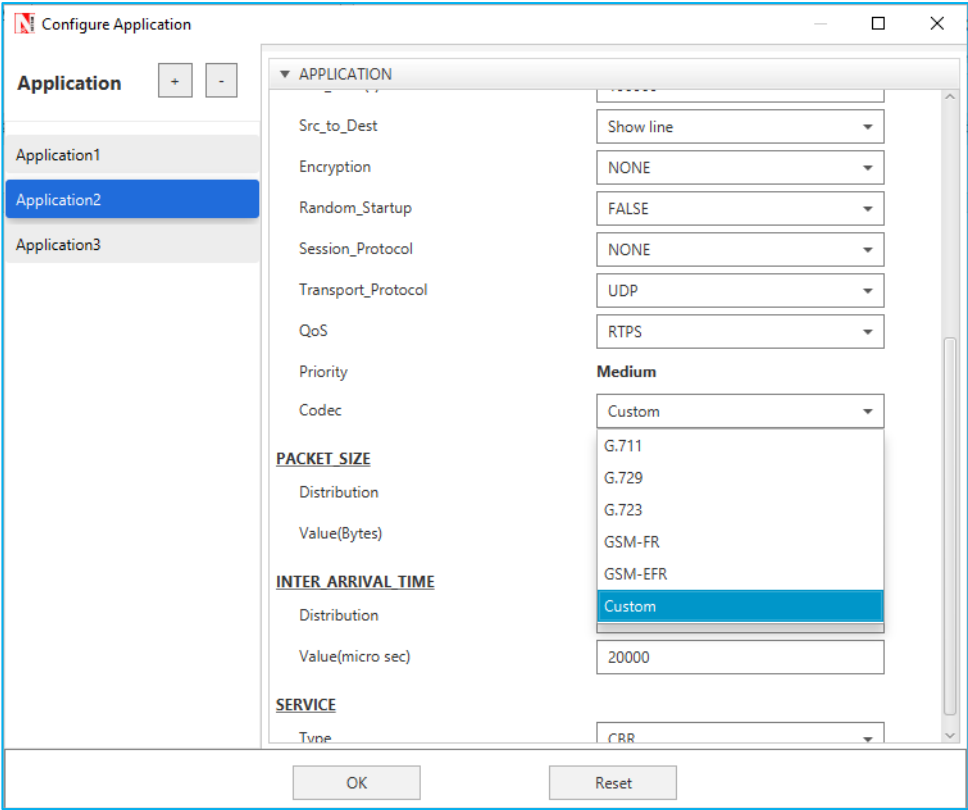 Configure Application
Application + -
Application1
Application2
Application3
APPLICATION
Src_to_Dest Show line
Encryption NONE
Random_Startup FALSE
Session_Protocol NONE
Transport_Protocol UDP
QoS RTPS
Priority Medium
Codec Custom
G.711
G.729
G.723
GSM-FR
GSM-EFR
Custom
PACKET_SIZE
Distribution
Value(Bytes)
INTER_ARRIVAL_TIME
Distribution
Value(micro sec) 20000
SERVICE
Type CBR
OK Reset